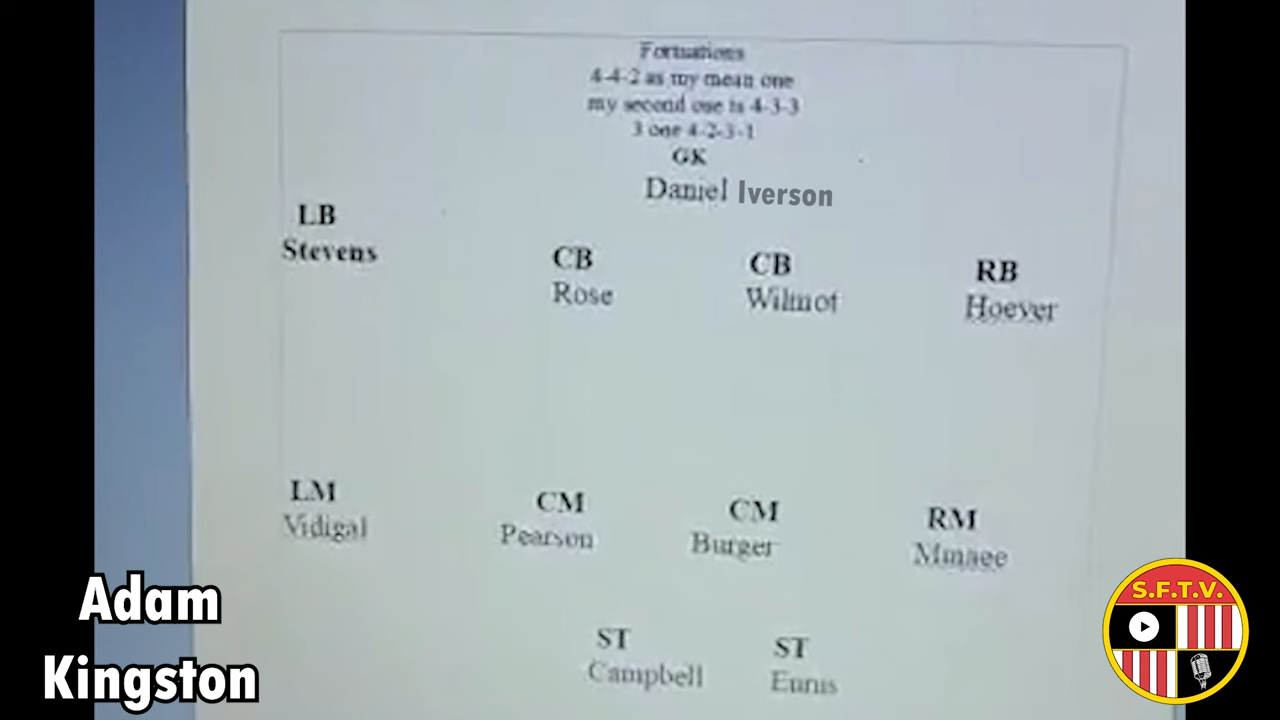 Formations
4-4-2 as my mean one
my second one is 4-3-3
3 one 4-2-3-1
GK
Daniel Iverson
LB
Stevens
CB
Rose
CB
Wilmot
RB
Hoever
LM
Vidigal
CM
Pearson
CM
Burger
RM
ST
Campbell
ST
Ennis
Adam
Kingston
S.F.T.V.